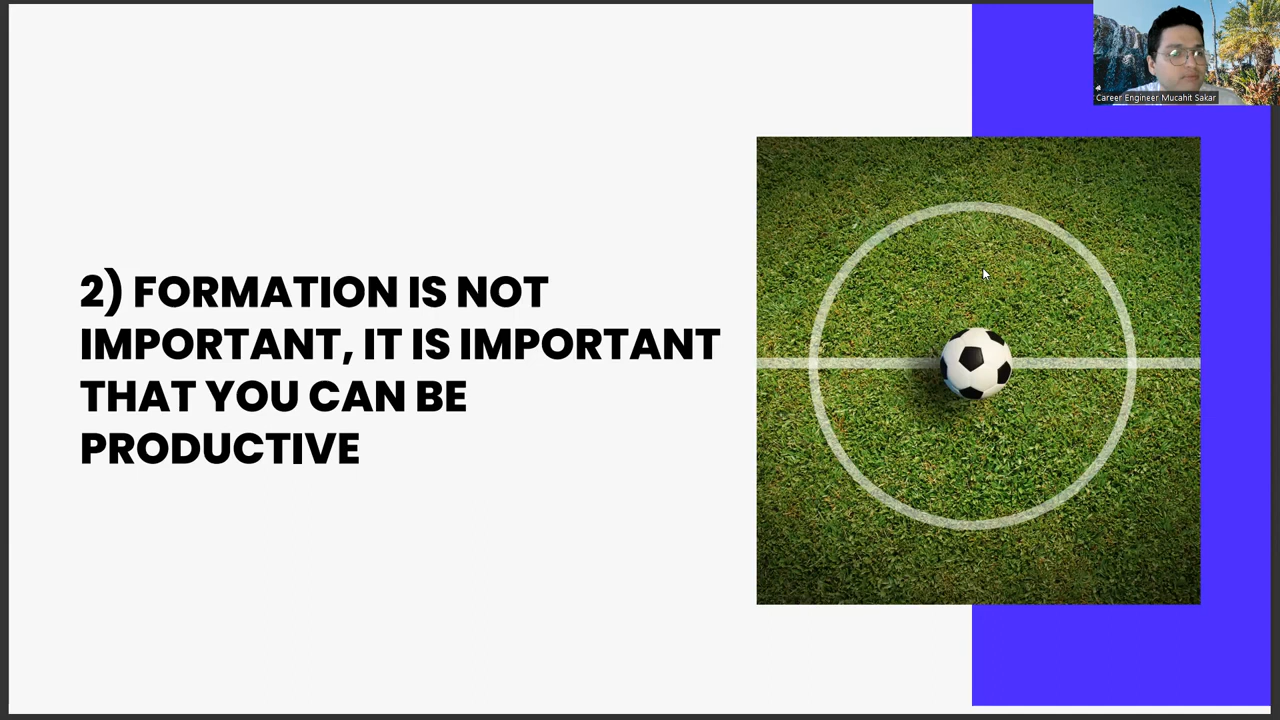 Career Engineer Mucahit Sakar
2) FORMATION IS NOT
IMPORTANT, IT IS IMPORTANT
THAT YOU CAN BE
PRODUCTIVE